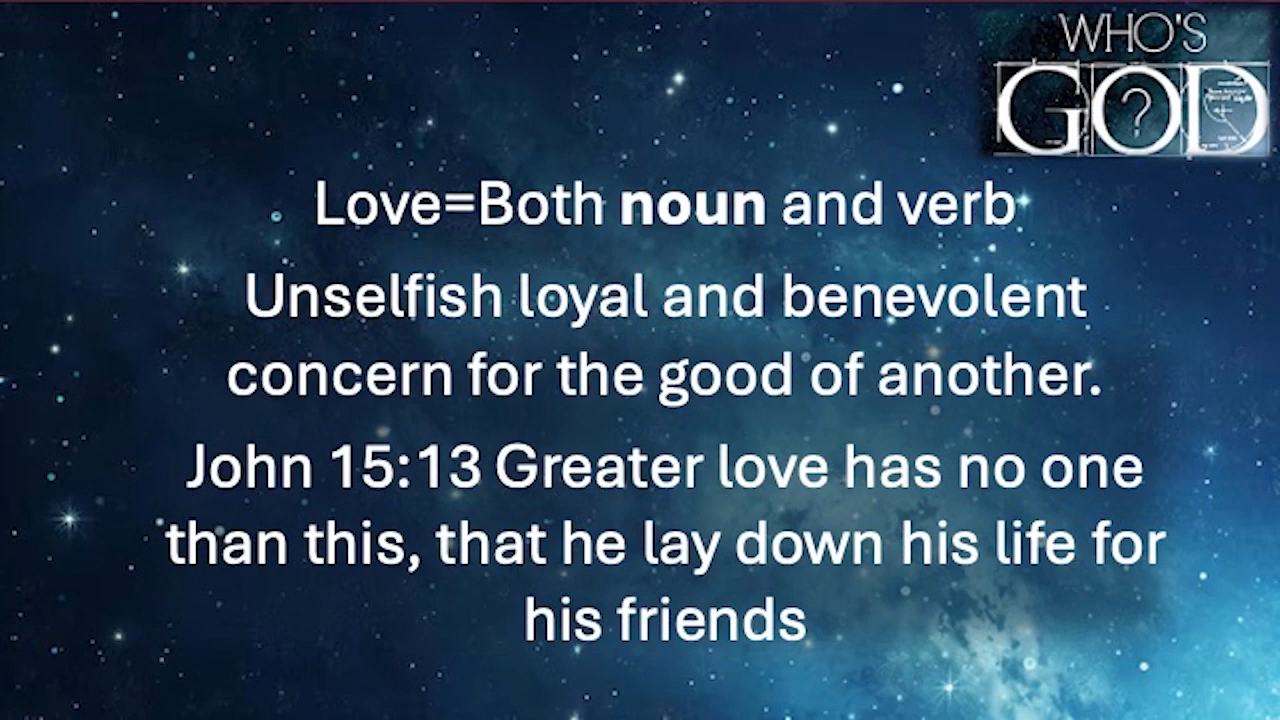 WHO'S
GOD
?
Love=Both noun and verb
Unselfish loyal and benevolent
concern for the good of another.
John 15:13 Greater love has no one
than this, that he lay down his life for
his friends